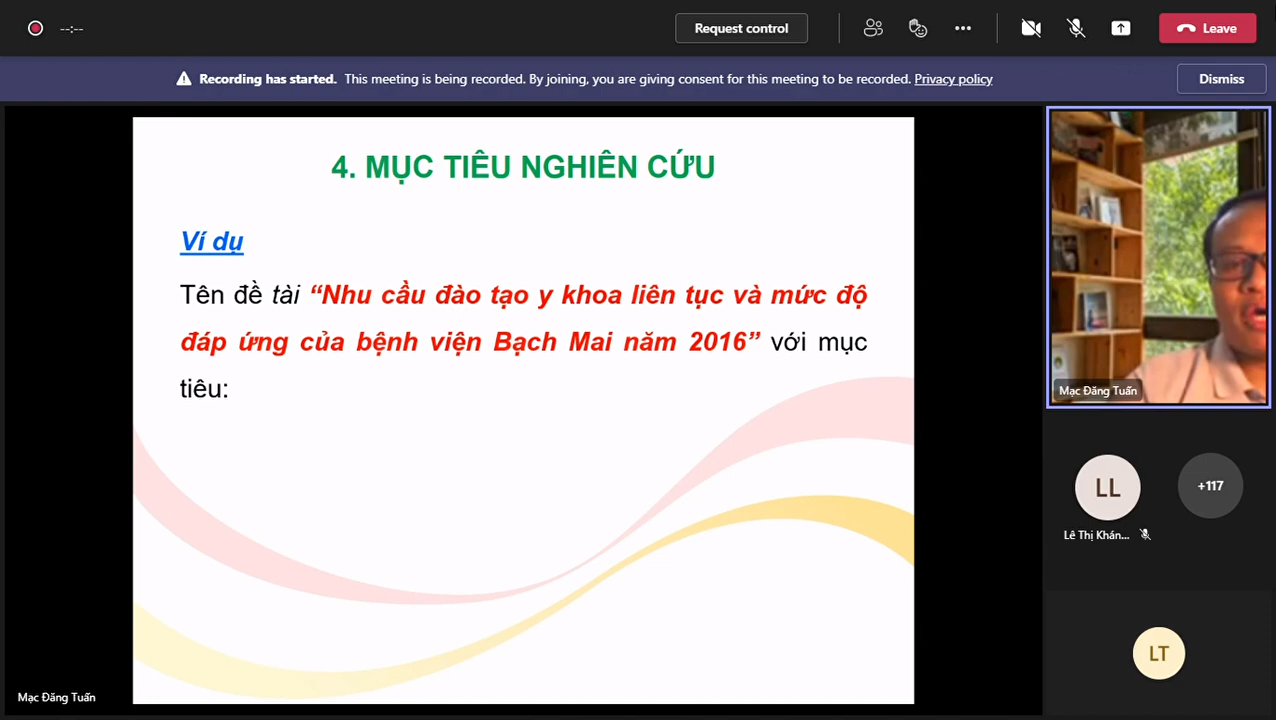 --:--
Request control
Leave
Recording has started. This meeting is being recorded. By joining, you are giving consent for this meeting to be recorded. Privacy policy
Dismiss
4. MỤC TIÊU NGHIÊN CỨU
Ví dụ
Tên đề tài “Nhu cầu đào tạo y khoa liên tục và mức độ
đáp ứng của bệnh viện Bạch Mai năm 2016” với mục
tiêu:
Mạc Đăng Tuấn
LL
+117
Lê Thị Khán...
LT
Mạc Đăng Tuấn